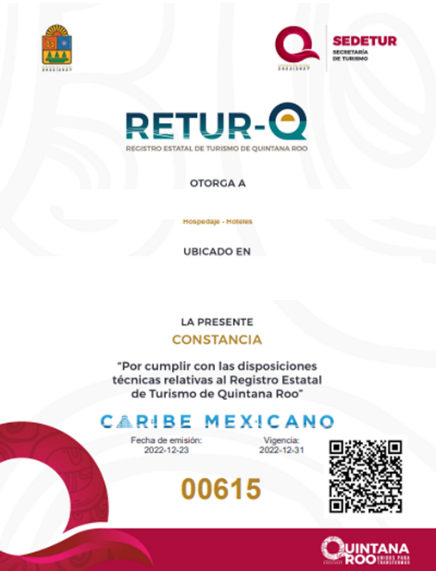 SEDETUR
SECRETARÍA
DE TURISMO
RETUR-Q
REGISTRO ESTATAL DE TURISMO DE QUINTANA ROO
OTORGA A
Hospedaje - Hoteles
UBICADO EN
LA PRESENTE
CONSTANCIA
"Por cumplir con las disposiciones
técnicas relativas al Registro Estatal
de Turismo de Quintana Roo"
CARIBE MEXICANO
Fecha de emisión: Vigencia:
2022-12-23 2022-12-31
00615
QUINTANA
ROO UNIDOS PARA
TRANSFORMAR